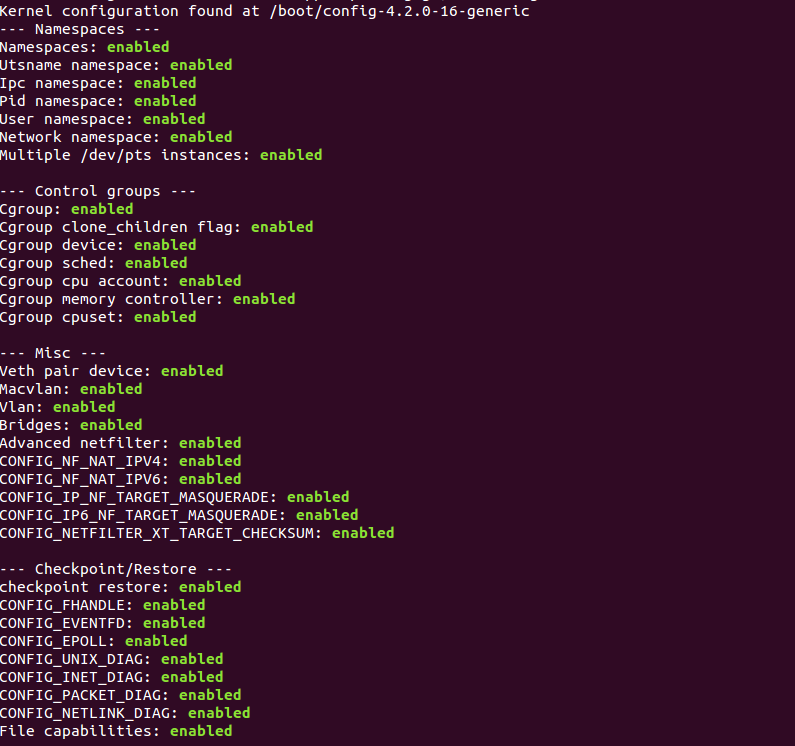 Kernel configuration found at /boot/config-4.2.0-16-generic
--- Namespaces ---
Namespaces: enabled
Utsname namespace: enabled
Ipc namespace: enabled
Pid namespace: enabled
User namespace: enabled
Network namespace: enabled
Multiple /dev/pts instances: enabled
--- Control groups ---
Cgroup: enabled
Cgroup clone_children flag: enabled
Cgroup device: enabled
Cgroup sched: enabled
Cgroup cpu account: enabled
Cgroup memory controller: enabled
Cgroup cpuset: enabled
--- Misc ---
Veth pair device: enabled
Macvlan: enabled
Vlan: enabled
Bridges: enabled
Advanced netfilter: enabled
CONFIG_NF_NAT_IPV4: enabled
CONFIG_NF_NAT_IPV6: enabled
CONFIG_IP_NF_TARGET_MASQUERADE: enabled
CONFIG_IP6_NF_TARGET_MASQUERADE: enabled
CONFIG_NETFILTER_XT_TARGET_CHECKSUM: enabled
--- Checkpoint/Restore ---
checkpoint restore: enabled
CONFIG_FHANDLE: enabled
CONFIG_EVENTFD: enabled
CONFIG_EPOLL: enabled
CONFIG_UNIX_DIAG: enabled
CONFIG_INET_DIAG: enabled
CONFIG_PACKET_DIAG: enabled
CONFIG_NETLINK_DIAG: enabled
File capabilities: enabled